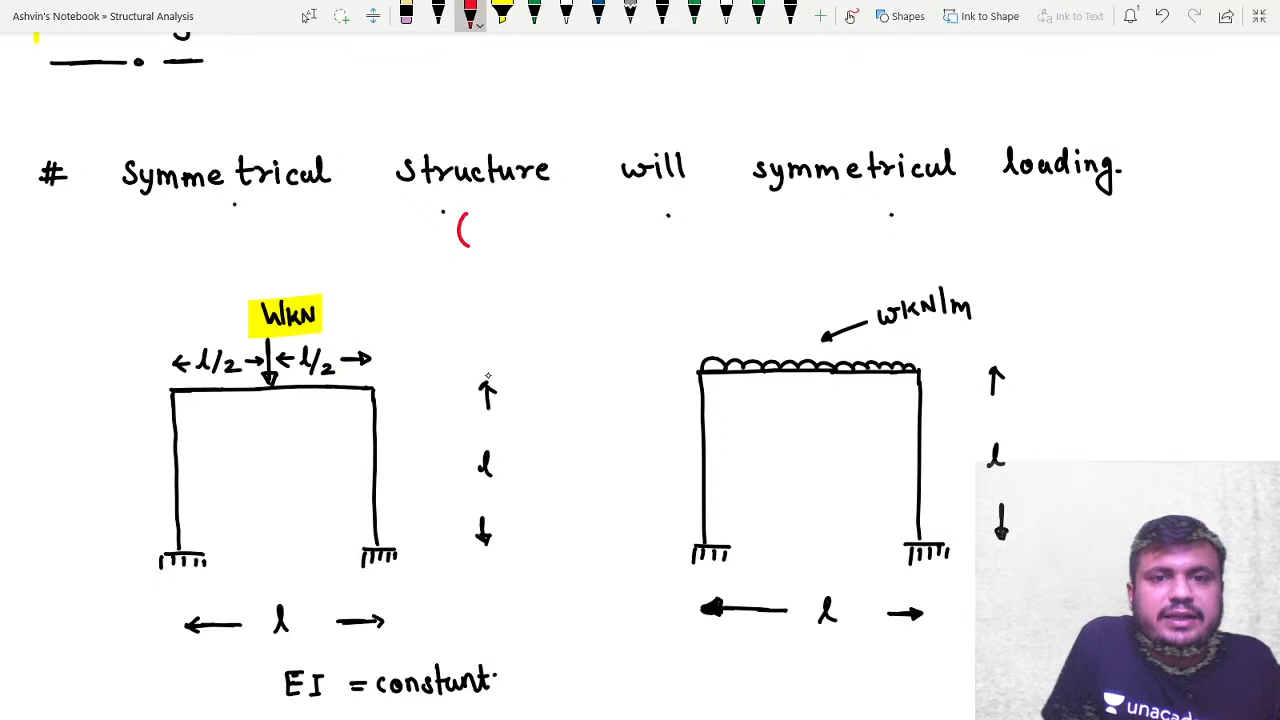 Ashvin's Notebook » Structural Analysis
Shapes
Ink to Shape
Ink to Text
# Symmetrical structure will symmetrical loading.
WKN
l/2 l/2
wKN/m
l
l
l
l
EI = constant.
unaca